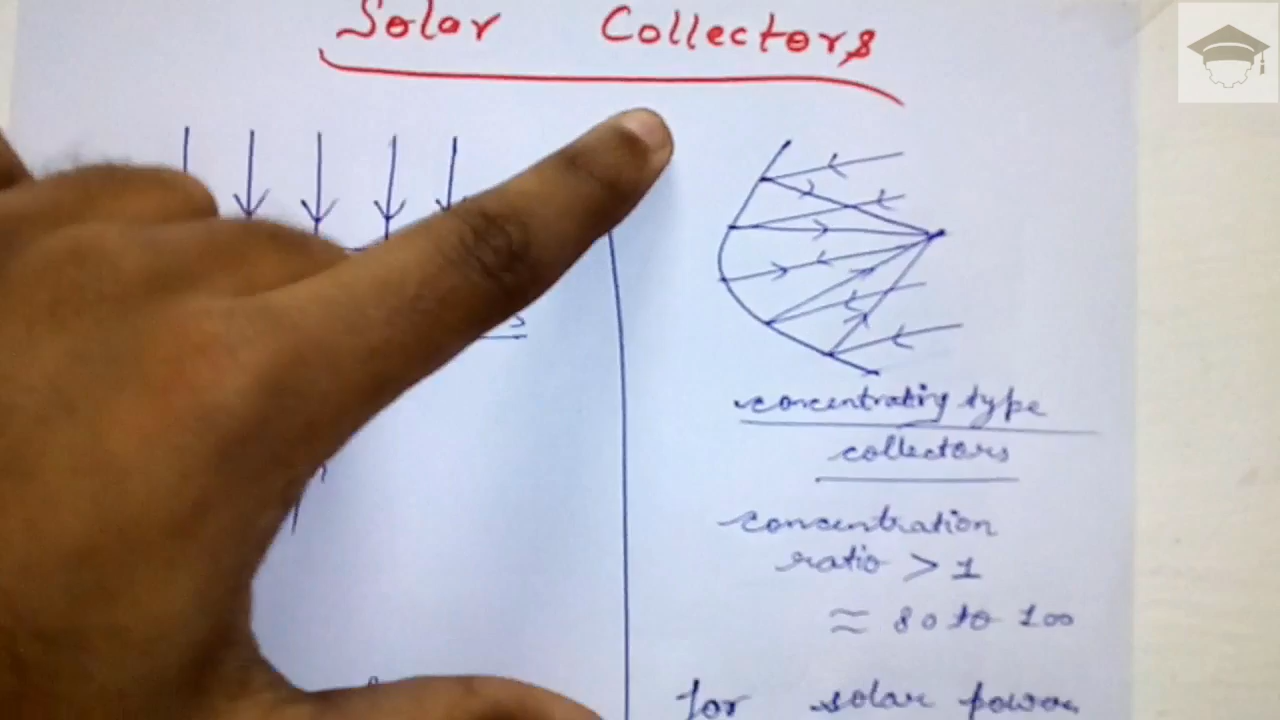 Solar Collectors
concentrating type
collectors
concentration
ratio > 1
≈ 80 to 100
for solar power